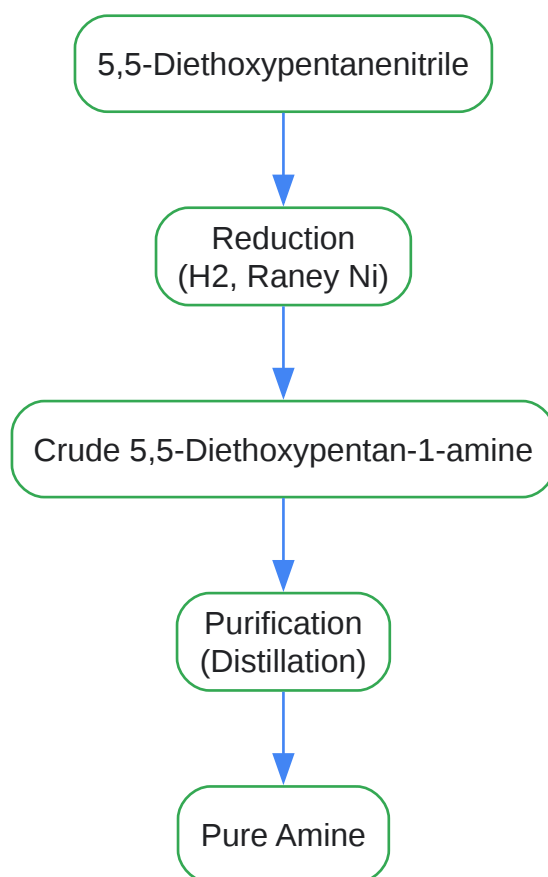 5,5-Diethoxypentanenitrile
Reduction
(H2, Raney Ni)
Crude 5,5-Diethoxypentan-1-amine
Purification
(Distillation)
Pure Amine